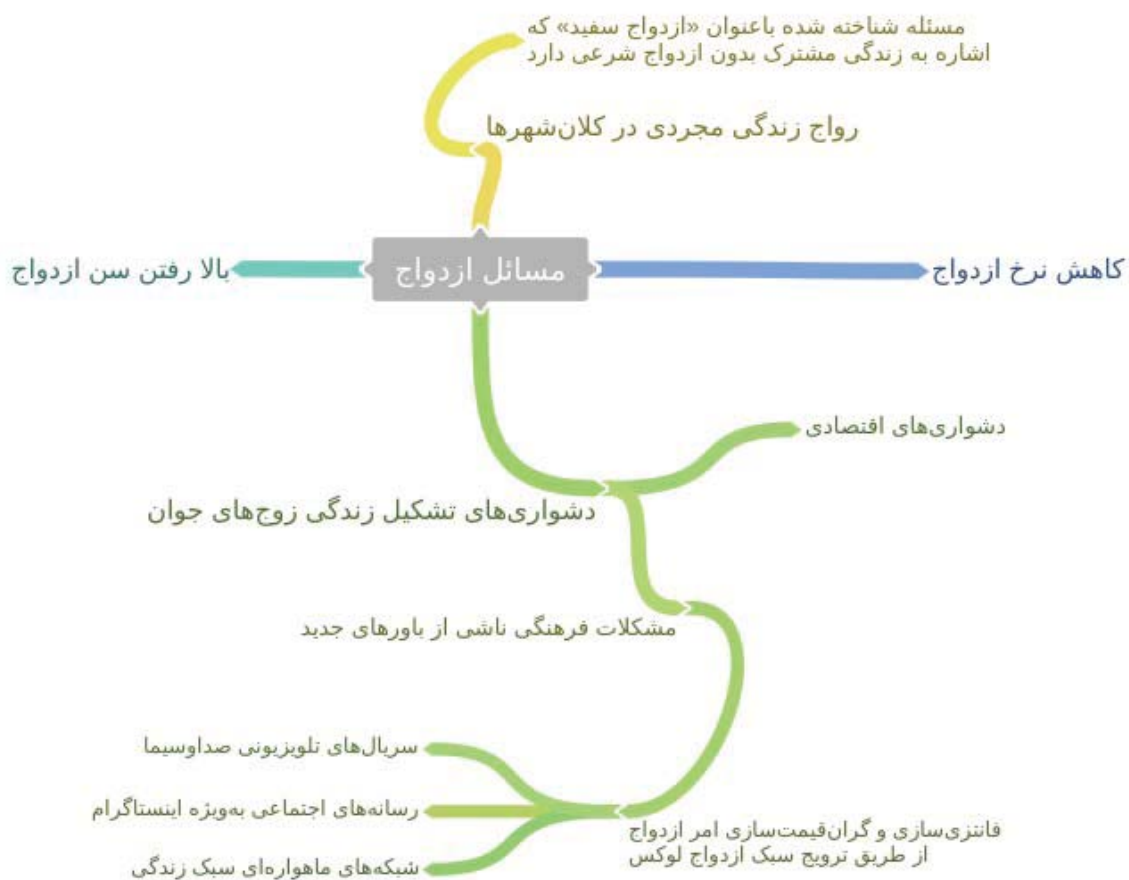 مسئله شناخته شده باعنوان «ازدواج سفید» که
اشاره به زندگی مشترک بدون ازدواج شرعی دارد
رواج زندگی مجردی در کلان‌شهرها
کاهش نرخ ازدواج
مسائل ازدواج
بالا رفتن سن ازدواج
دشواری‌های اقتصادی
دشواری‌های تشکیل زندگی زوج‌های جوان
مشکلات فرهنگی ناشی از باورهای جدید
فانتزی‌سازی و گران‌قیمت‌سازی امر ازدواج
از طریق ترویج سبک ازدواج لوکس
سریال‌های تلویزیونی صداوسیما
رسانه‌های اجتماعی به‌ویژه اینستاگرام
شبکه‌های ماهواره‌ای سبک زندگی